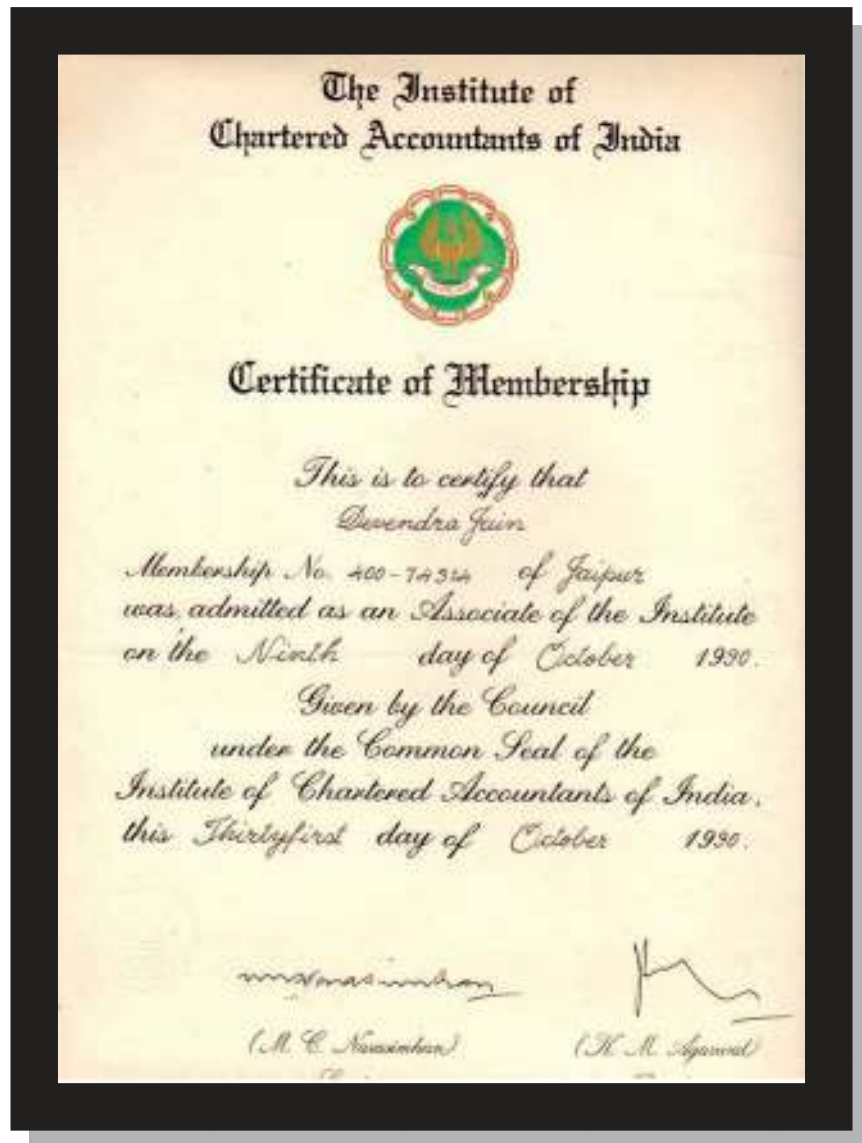 The Institute of
Chartered Accountants of India
Certificate of Membership
This is to certify that
Devendra Jain
Membership No. 400-74314 of Jaipur
was admitted as an Associate of the Institute
on the Ninth day of October 1990.
Given by the Council
under the Common Seal of the
Institute of Chartered Accountants of India,
this Thirtyfirst day of October 1990.
(M. C. Narasimhan) (K. M. Agarwal)